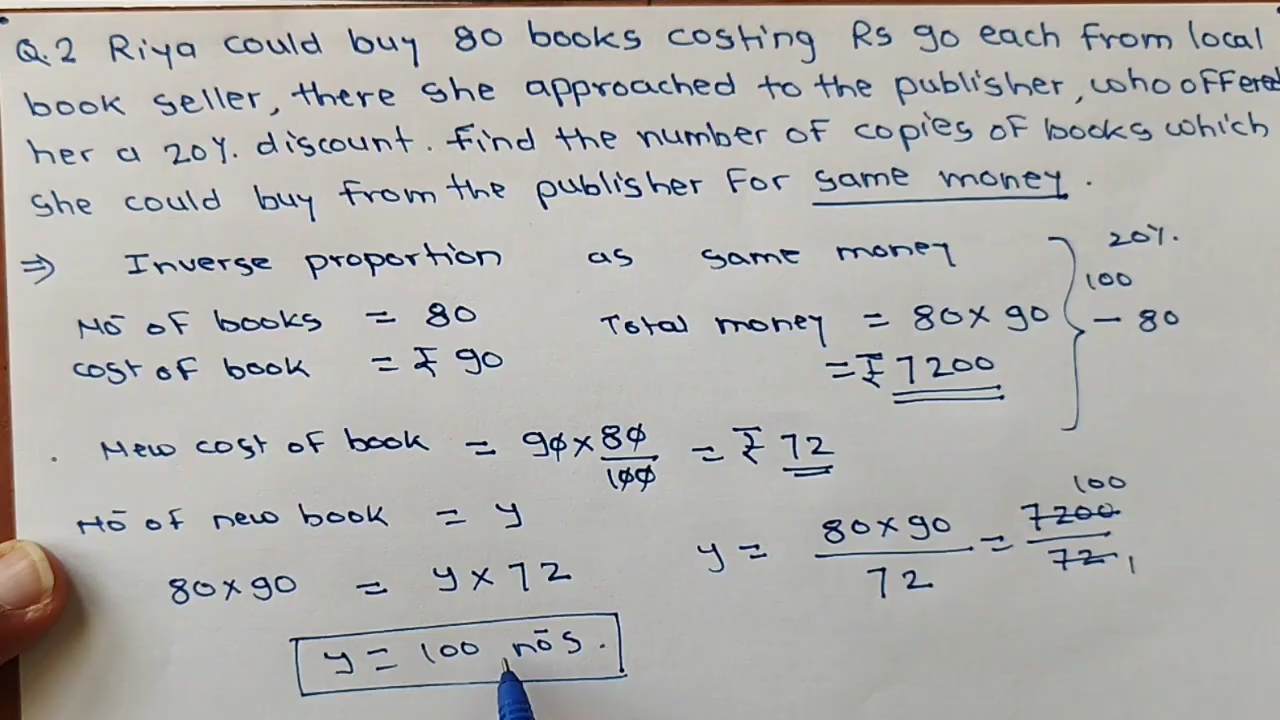 Q.2 Riya could buy 80 books costing Rs 90 each from local
book seller, there she approached to the publisher, who offered
her a 20%. discount. Find the number of copies of books which
she could buy from the publisher For same money.
⇒ Inverse proportion as same money
20%.
100
No of books = 80 Total money = 80 x 90 - 80
cost of book = ₹ 90 = ₹ 7200
New cost of book = 90 x 80/100 = ₹ 72
No of new book = y
y = 80 x 90 / 72 = 7200 / 72 100 1
80 x 90 = y x 72
y = 100 nos.